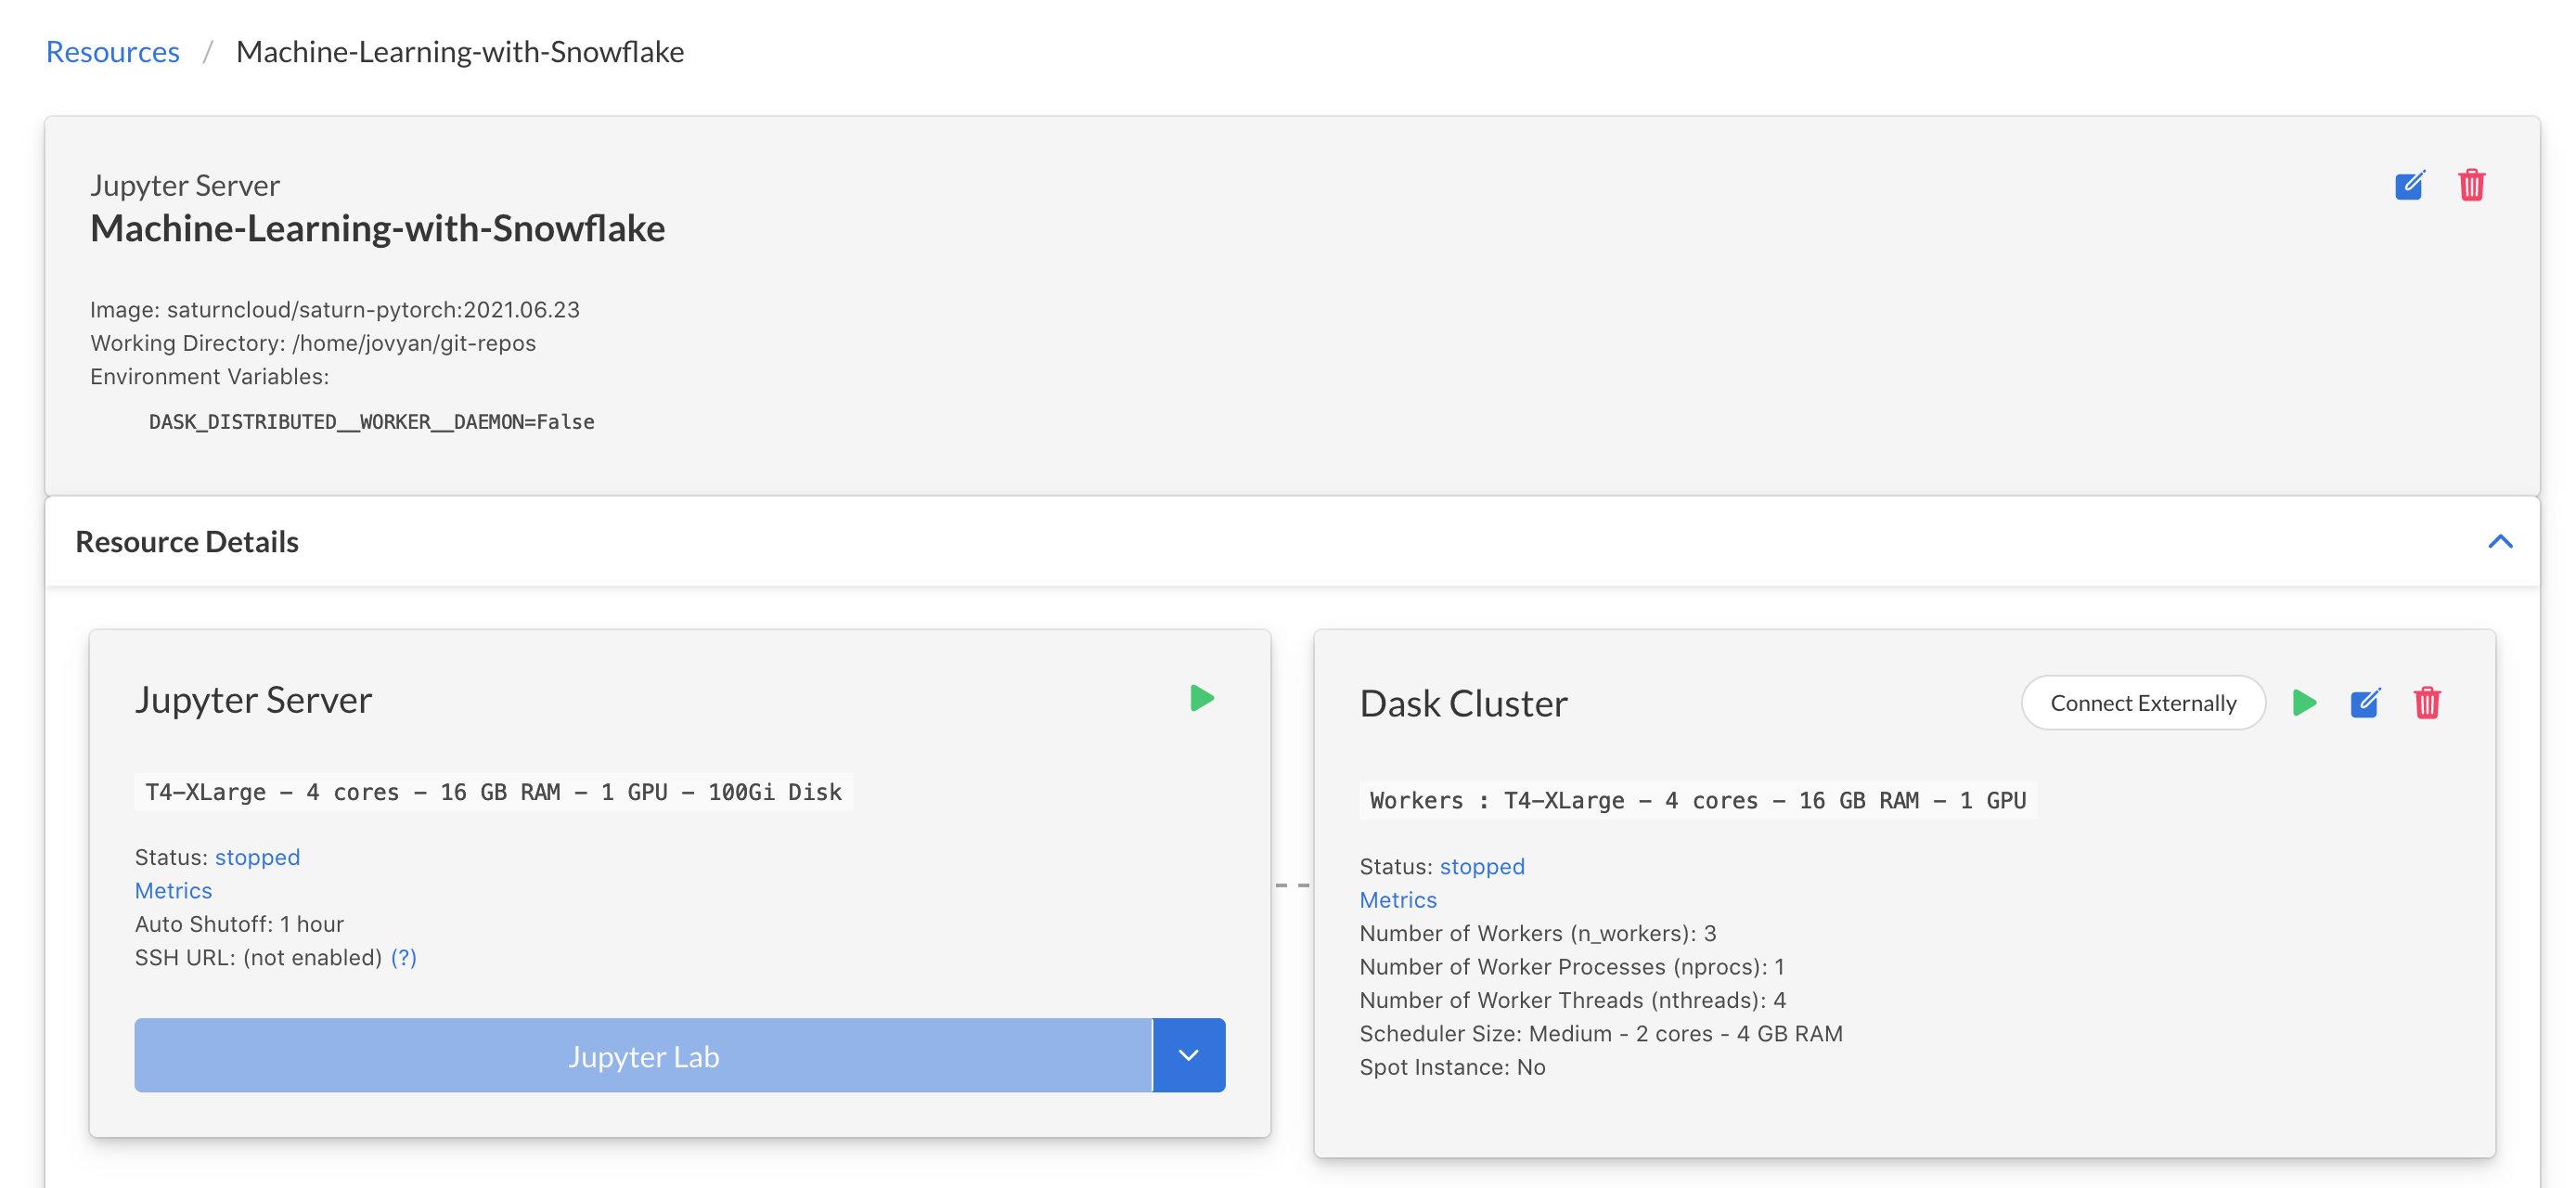 Resources / Machine-Learning-with-Snowflake
Jupyter Server
Machine-Learning-with-Snowflake
Image: saturncloud/saturn-pytorch:2021.06.23
Working Directory: /home/jovyan/git-repos
Environment Variables:
DASK_DISTRIBUTED__WORKER__DAEMON=False
Resource Details
Jupyter Server
T4-XLarge - 4 cores - 16 GB RAM - 1 GPU - 100Gi Disk
Status: stopped
Metrics
Auto Shutoff: 1 hour
SSH URL: (not enabled) (?)
Jupyter Lab
Dask Cluster
Connect Externally
Workers : T4-XLarge - 4 cores - 16 GB RAM - 1 GPU
Status: stopped
Metrics
Number of Workers (n_workers): 3
Number of Worker Processes (nprocs): 1
Number of Worker Threads (nthreads): 4
Scheduler Size: Medium - 2 cores - 4 GB RAM
Spot Instance: No